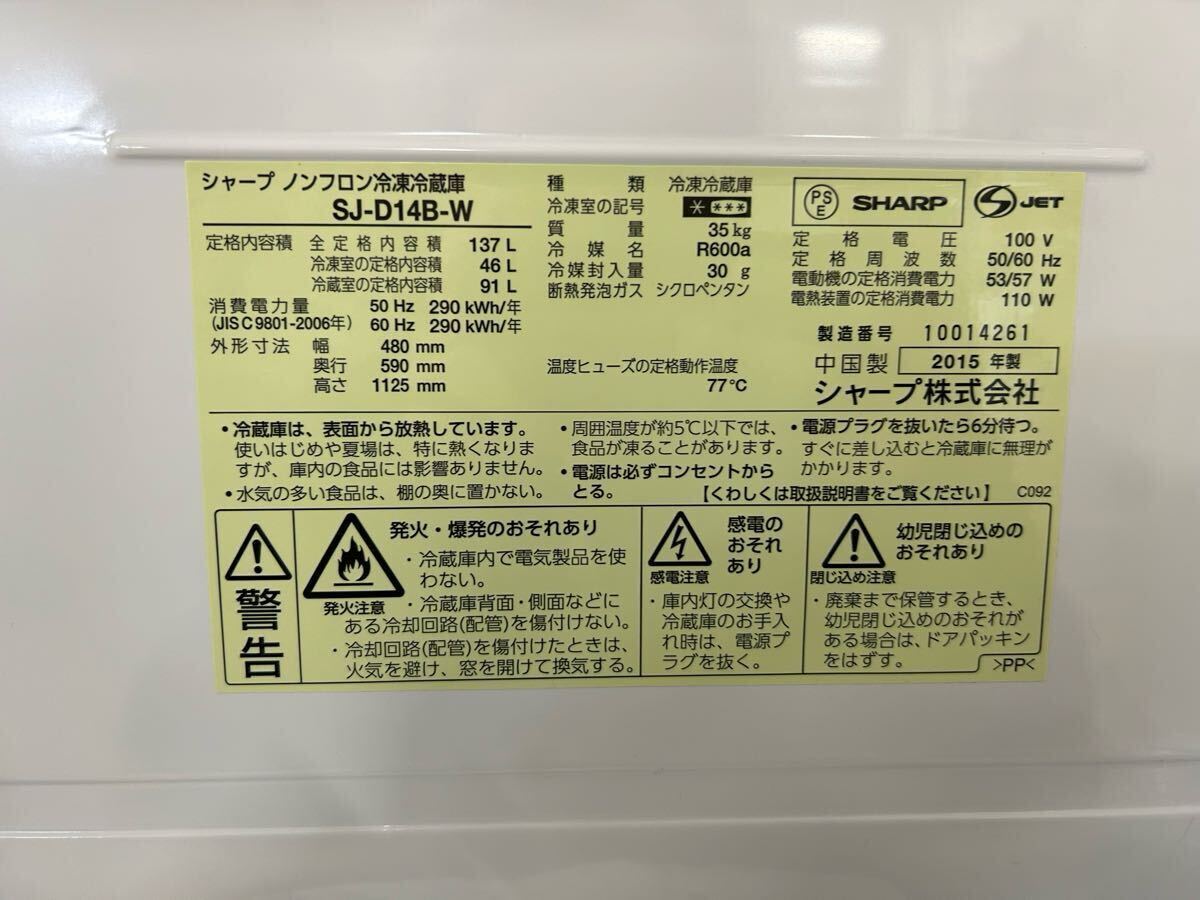 シャープ ノンフロン冷凍冷蔵庫
SJ-D14B-W
定格内容積 全定格内容積 137 L
冷凍室の定格内容積 46 L
冷蔵室の定格内容積 91 L
消費電力量 50 Hz 290 kWh/年
(JIS C 9801-2006年) 60 Hz 290 kWh/年
外形寸法 幅 480 mm
奥行 590 mm
高さ 1125 mm
種類 冷凍冷蔵庫
冷凍室の記号 * ***
質量 35 kg
冷媒名 R600a
冷媒封入量 30 g
断熱発泡ガス シクロペンタン
温度ヒューズの定格動作温度
77℃
PS
E
SHARP
JET
定格電圧 100 V
定格周波数 50/60 Hz
電動機の定格消費電力 53/57 W
電熱装置の定格消費電力 110 W
製造番号 10014261
中国製 2015 年製
シャープ株式会社
・冷蔵庫は、表面から放熱しています。
使いはじめや夏場は、特に熱くなりま
すが、庫内の食品には影響ありません。
・水気の多い食品は、棚の奥に置かない。
・周囲温度が約5℃以下では、
食品が凍ることがあります。
・電源は必ずコンセントから
とる。
・電源プラグを抜いたら6分待つ。
すぐに差し込むと冷蔵庫に無理が
かかります。
【くわしくは取扱説明書をご覧ください】 C092
警告
発火・爆発のおそれあり
発火注意
・冷蔵庫内で電気製品を使
わない。
・冷蔵庫背面・側面などに
ある冷却回路(配管)を傷付けない。
・冷却回路(配管)を傷付けたときは、
火気を避け、窓を開けて換気する。
感電の
おそれ
あり
感電注意
・庫内灯の交換や
冷蔵庫のお手入
れ時は、電源プ
ラグを抜く。
幼児閉じ込めの
おそれあり
閉じ込め注意
・廃棄まで保管するとき、
幼児閉じ込めのおそれが
ある場合は、ドアパッキン
をはずす。
>PP<